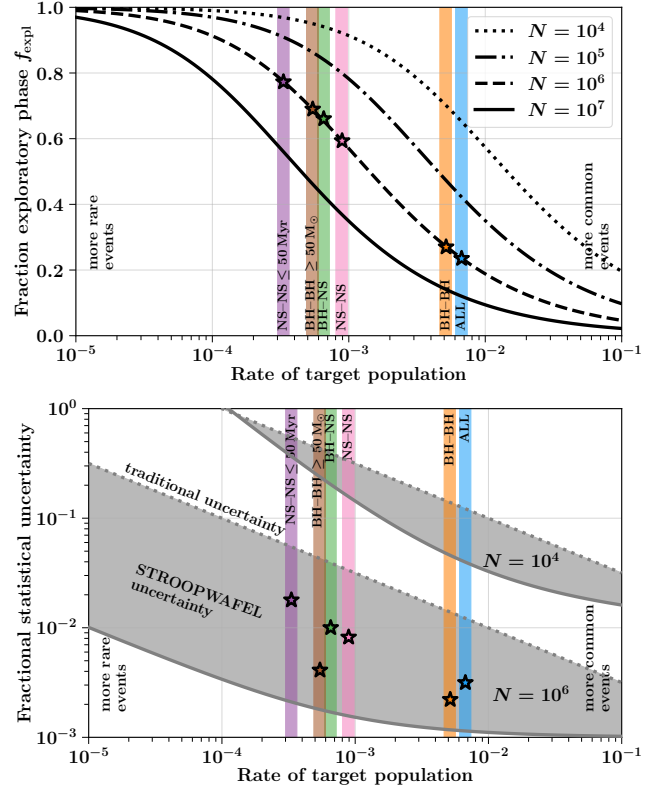 Fraction exploratory phase f_expl
1.0
0.8
0.6
0.4
0.2
0.0
N = 10^4
N = 10^5
N = 10^6
N = 10^7
more rare
events
NS–NS ≤ 50 Myr
BH–BH ≥ 50 M⊙
BH–NS
NS–NS
BH–BH
ALL
more common
events
10^−5
10^−4
10^−3
10^−2
10^−1
Rate of target population
Fractional statistical uncertainty
10^0
10^−1
10^−2
10^−3
traditional uncertainty
STROOPWAFEL
uncertainty
more rare
events
NS–NS ≤ 50 Myr
BH–BH ≥ 50 M⊙
BH–NS
NS–NS
BH–BH
ALL
N = 10^4
N = 10^6
more common
events
10^−5
10^−4
10^−3
10^−2
10^−1
Rate of target population